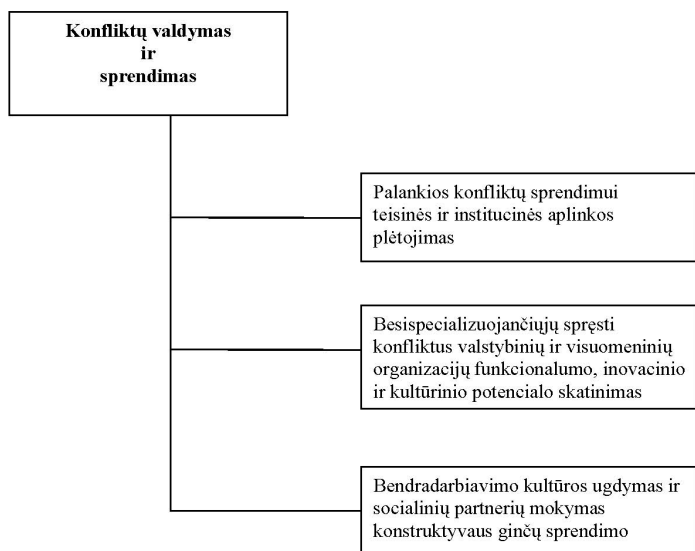 Konfliktų valdymas
ir
sprendimas
Palankios konfliktų sprendimui
teisinės ir institucinės aplinkos
plėtojimas
Besispecializuojančiųjų spręsti
konfliktus valstybinių ir visuomeninių
organizacijų funkcionalumo, inovacinio
ir kultūrinio potencialo skatinimas
Bendradarbiavimo kultūros ugdymas ir
socialinių partnerių mokymas
konstruktyvaus ginčų sprendimo